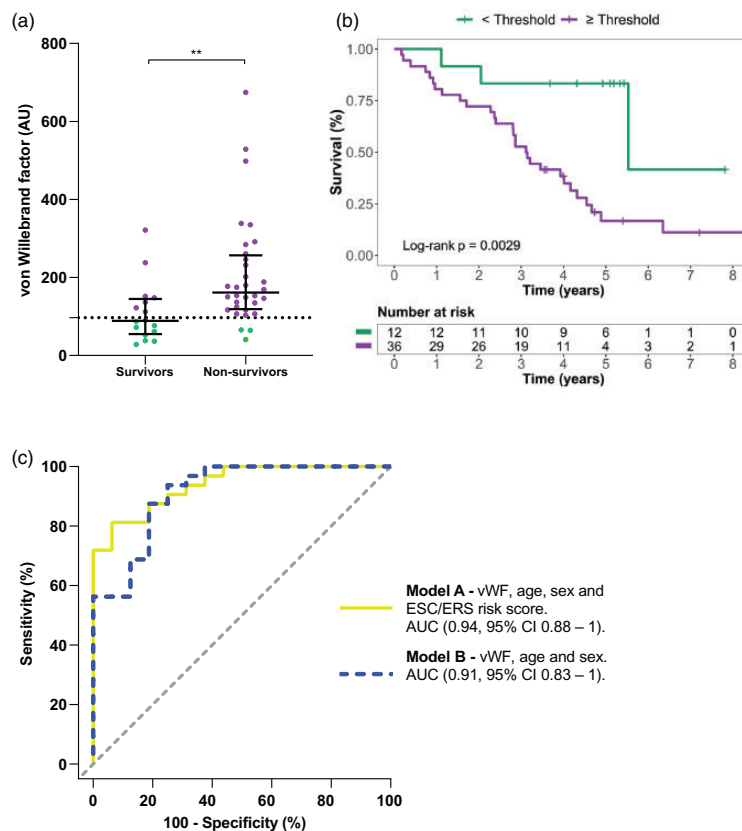 (a)
800
600
400
200
0
von Willebrand factor (AU)
**
Survivors
Non-survivors
(b)
< Threshold ≥ Threshold
1.00
0.75
0.50
0.25
0.00
Survival (%)
Log-rank p = 0.0029
0 1 2 3 4 5 6 7 8
Time (years)
Number at risk
12 12 11 10 9 6 1 1 0
36 29 26 19 11 4 3 2 1
0 1 2 3 4 5 6 7 8
Time (years)
(c)
100
80
60
40
20
0
Sensitivity (%)
0 20 40 60 80 100
100 - Specificity (%)
Model A - vWF, age, sex and
ESC/ERS risk score.
AUC (0.94, 95% CI 0.88 – 1).
Model B - vWF, age and sex.
AUC (0.91, 95% CI 0.83 – 1).